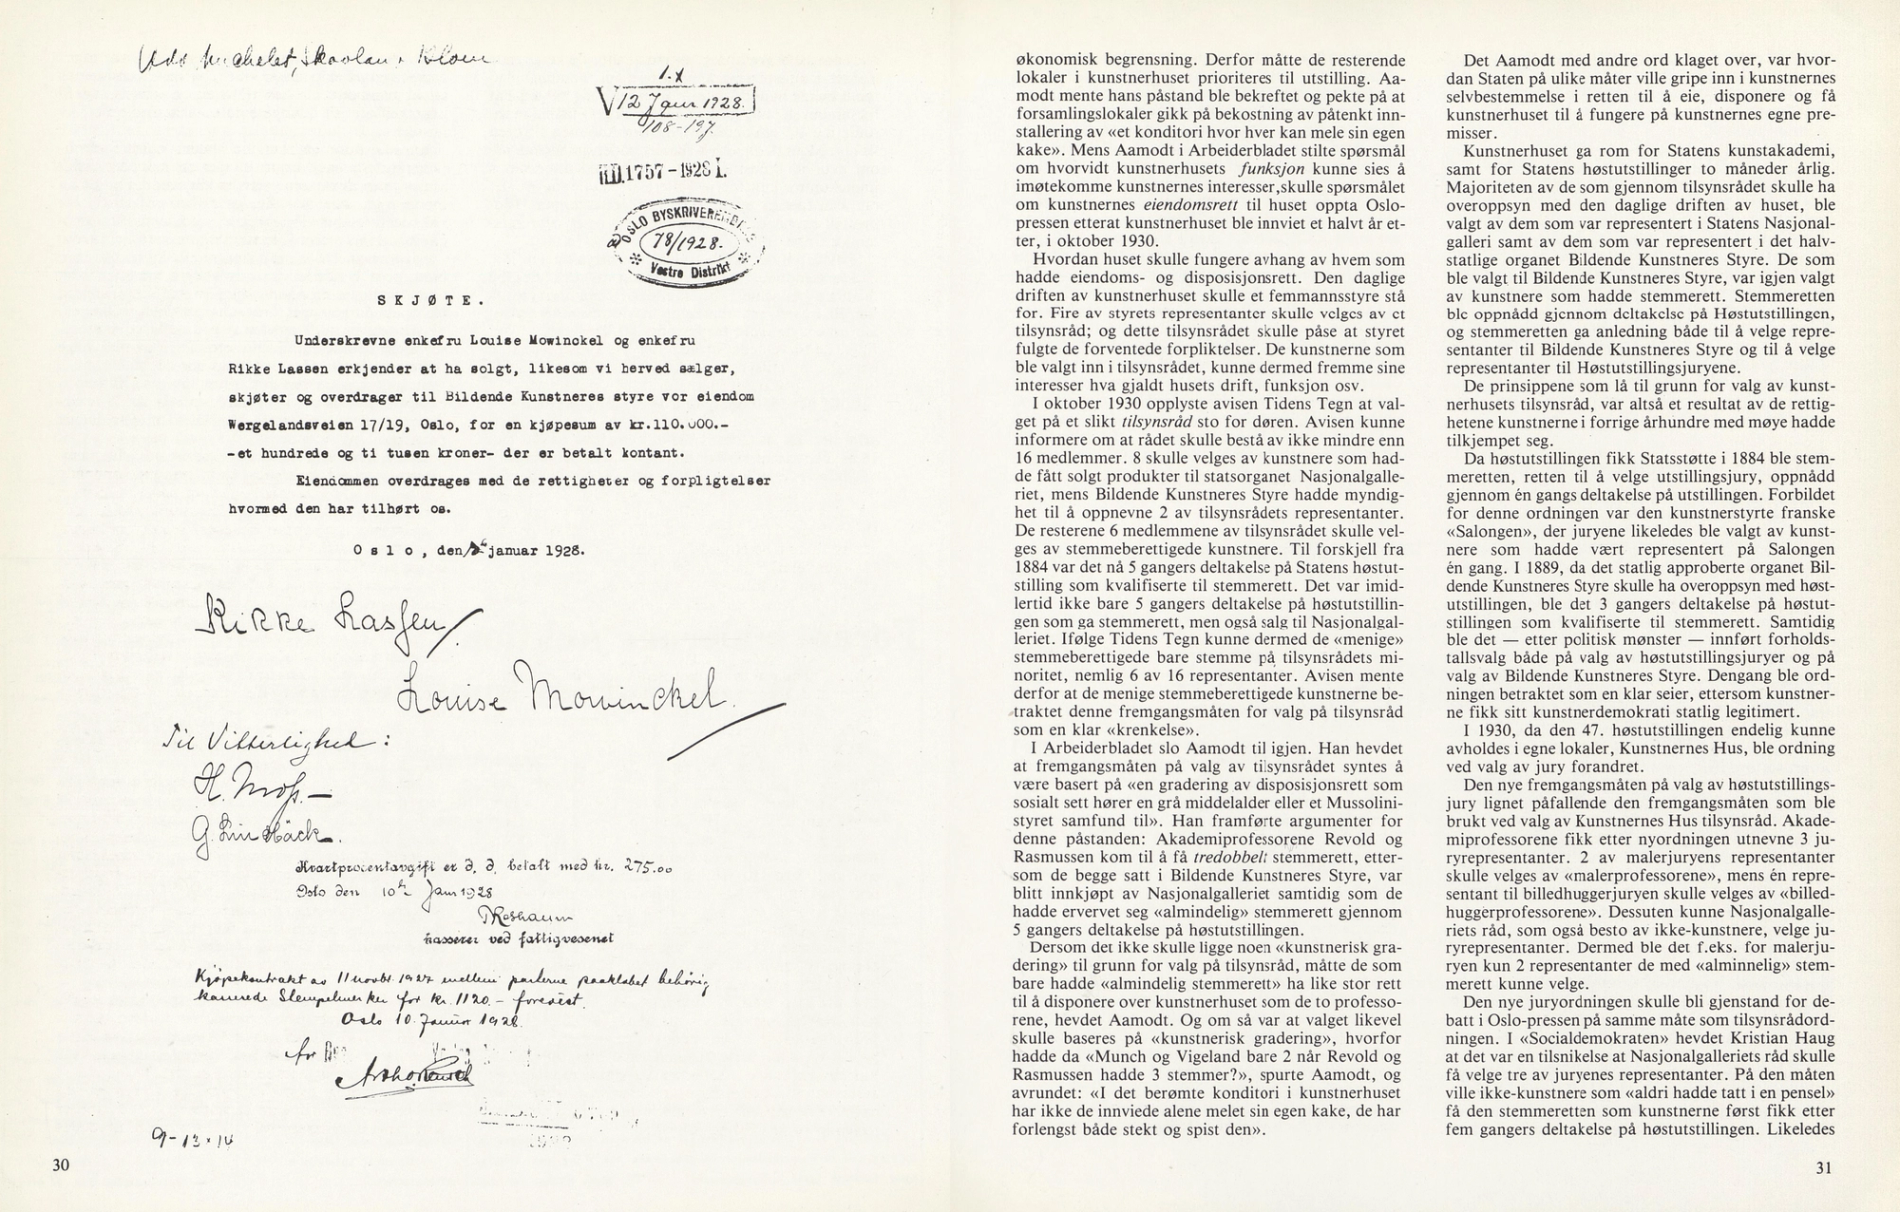 1.X
12 Jan 1928.
108-197.
1757-1928 I.
OSLO BYSKRIVEREMBEDE
78/1928.
Vestre Distrikt
SKJØTE.
Underskrevne enkefru Louise Mowinckel og enkefru
Rikke Lassen erkjender at ha solgt, likesom vi herved sælger,
skjøter og overdrager til Bildende Kunstneres styre vor eiendom
Wergelandsveien 17/19, Oslo, for en kjøpesum av kr.110.000.-
-et hundrede og ti tusen kroner- der er betalt kontant.
Eiendommen overdrages med de rettigheter og forpligtelser
hvormed den har tilhørt os.
Oslo, den januar 1928.
Rikke Lassen
Louise Mowinckel.
Til Vitterlighed:
Kvartprocentavgift er d. d. betalt med kr. 275.00
Oslo den 10de Jan 1928
kasserer ved fattigvesenet
Kjøpekontrakt av 11 novbr. 1927 mellem parterne paaklæbet behørig
kasserede Stempelmerker for kr. 1120.- forevist.
Oslo 10. Januar 1928.
9-13.14
30
økonomisk begrensning. Derfor måtte de resterende
lokaler i kunstnerhuset prioriteres til utstilling. Aa-
modt mente hans påstand ble bekreftet og pekte på at
forsamlingslokaler gikk på bekostning av påtenkt inn-
stallering av «et konditori hvor hver kan mele sin egen
kake». Mens Aamodt i Arbeiderbladet stilte spørsmål
om hvorvidt kunstnerhusets funksjon kunne sies å
imøtekomme kunstnernes interesser,skulle spørsmålet
om kunstnernes eiendomsrett til huset oppta Oslo-
pressen etterat kunstnerhuset ble innviet et halvt år et-
ter, i oktober 1930.
Hvordan huset skulle fungere avhang av hvem som
hadde eiendoms- og disposisjonsrett. Den daglige
driften av kunstnerhuset skulle et femmannsstyre stå
for. Fire av styrets representanter skulle velges av et
tilsynsråd; og dette tilsynsrådet skulle påse at styret
fulgte de forventede forpliktelser. De kunstnerne som
ble valgt inn i tilsynsrådet, kunne dermed fremme sine
interesser hva gjaldt husets drift, funksjon osv.
I oktober 1930 opplyste avisen Tidens Tegn at val-
get på et slikt tilsynsråd sto for døren. Avisen kunne
informere om at rådet skulle bestå av ikke mindre enn
16 medlemmer. 8 skulle velges av kunstnere som had-
de fått solgt produkter til statsorganet Nasjonalgalle-
riet, mens Bildende Kunstneres Styre hadde myndig-
het til å oppnevne 2 av tilsynsrådets representanter.
De resterene 6 medlemmene av tilsynsrådet skulle vel-
ges av stemmeberettigede kunstnere. Til forskjell fra
1884 var det nå 5 gangers deltakelse på Statens høstut-
stilling som kvalifiserte til stemmerett. Det var imid-
lertid ikke bare 5 gangers deltakelse på høstutstillin-
gen som ga stemmerett, men også salg til Nasjonalgal-
leriet. Ifølge Tidens Tegn kunne dermed de «menige»
stemmeberettigede bare stemme på tilsynsrådets mi-
noritet, nemlig 6 av 16 representanter. Avisen mente
derfor at de menige stemmeberettigede kunstnerne be-
traktet denne fremgangsmåten for valg på tilsynsråd
som en klar «krenkelse».
I Arbeiderbladet slo Aamodt til igjen. Han hevdet
at fremgangsmåten på valg av tilsynsrådet syntes å
være basert på «en gradering av disposisjonsrett som
sosialt sett hører en grå middelalder eller et Mussolini-
styret samfund til». Han framførte argumenter for
denne påstanden: Akademiprofessorene Revold og
Rasmussen kom til å få tredobbelt stemmerett, etter-
som de begge satt i Bildende Kunstneres Styre, var
blitt innkjøpt av Nasjonalgalleriet samtidig som de
hadde ervervet seg «almindelig» stemmerett gjennom
5 gangers deltakelse på høstutstillingen.
Dersom det ikke skulle ligge noen «kunstnerisk gra-
dering» til grunn for valg på tilsynsråd, måtte de som
bare hadde «almindelig stemmerett» ha like stor rett
til å disponere over kunstnerhuset som de to professo-
rene, hevdet Aamodt. Og om så var at valget likevel
skulle baseres på «kunstnerisk gradering», hvorfor
hadde da «Munch og Vigeland bare 2 når Revold og
Rasmussen hadde 3 stemmer?», spurte Aamodt, og
avrundet: «I det berømte konditori i kunstnerhuset
har ikke de innviede alene melet sin egen kake, de har
forlengst både stekt og spist den».
Det Aamodt med andre ord klaget over, var hvor-
dan Staten på ulike måter ville gripe inn i kunstnernes
selvbestemmelse i retten til å eie, disponere og få
kunstnerhuset til å fungere på kunstnernes egne pre-
misser.
Kunstnerhuset ga rom for Statens kunstakademi,
samt for Statens høstutstillinger to måneder årlig.
Majoriteten av de som gjennom tilsynsrådet skulle ha
overoppsyn med den daglige driften av huset, ble
valgt av dem som var representert i Statens Nasjonal-
galleri samt av dem som var representert i det halv-
statlige organet Bildende Kunstneres Styre. De som
ble valgt til Bildende Kunstneres Styre, var igjen valgt
av kunstnere som hadde stemmerett. Stemmeretten
ble oppnådd gjennom deltakelse på Høstutstillingen,
og stemmeretten ga anledning både til å velge repre-
sentanter til Bildende Kunstneres Styre og til å velge
representanter til Høstutstillingsjuryene.
De prinsippene som lå til grunn for valg av kunst-
nerhusets tilsynsråd, var altså et resultat av de rettig-
hetene kunstnerne i forrige århundre med møye hadde
tilkjempet seg.
Da høstutstillingen fikk Statsstøtte i 1884 ble stem-
meretten, retten til å velge utstillingsjury, oppnådd
gjennom én gangs deltakelse på utstillingen. Forbildet
for denne ordningen var den kunstnerstyrte franske
«Salongen», der juryene likeledes ble valgt av kunst-
nere som hadde vært representert på Salongen
én gang. I 1889, da det statlig approberte organet Bil-
dende Kunstneres Styre skulle ha overoppsyn med høst-
utstillingen, ble det 3 gangers deltakelse på høstut-
stillingen som kvalifiserte til stemmerett. Samtidig
ble det — etter politisk mønster — innført forholds-
tallsvalg både på valg av høstutstillingsjuryer og på
valg av Bildende Kunstneres Styre. Dengang ble ord-
ningen betraktet som en klar seier, ettersom kunstner-
ne fikk sitt kunstnerdemokrati statlig legitimert.
I 1930, da den 47. høstutstillingen endelig kunne
avholdes i egne lokaler, Kunstnernes Hus, ble ordning
ved valg av jury forandret.
Den nye fremgangsmåten på valg av høstutstillings-
jury lignet påfallende den fremgangsmåten som ble
brukt ved valg av Kunstnernes Hus tilsynsråd. Akade-
miprofessorene fikk etter nyordningen utnevne 3 ju-
ryrepresentanter. 2 av malerjuryens representanter
skulle velges av «malerprofessorene», mens én repre-
sentant til billedhuggerjuryen skulle velges av «billed-
huggerprofessorene». Dessuten kunne Nasjonalgalle-
riets råd, som også besto av ikke-kunstnere, velge ju-
ryrepresentanter. Dermed ble det f.eks. for malerju-
ryen kun 2 representanter de med «alminnelig» stem-
merett kunne velge.
Den nye juryordningen skulle bli gjenstand for de-
batt i Oslo-pressen på samme måte som tilsynsrådord-
ningen. I «Socialdemokraten» hevdet Kristian Haug
at det var en tilsnikelse at Nasjonalgalleriets råd skulle
få velge tre av juryenes representanter. På den måten
ville ikke-kunstnere som «aldri hadde tatt i en pensel»
få den stemmeretten som kunstnerne først fikk etter
fem gangers deltakelse på høstutstillingen. Likeledes
31